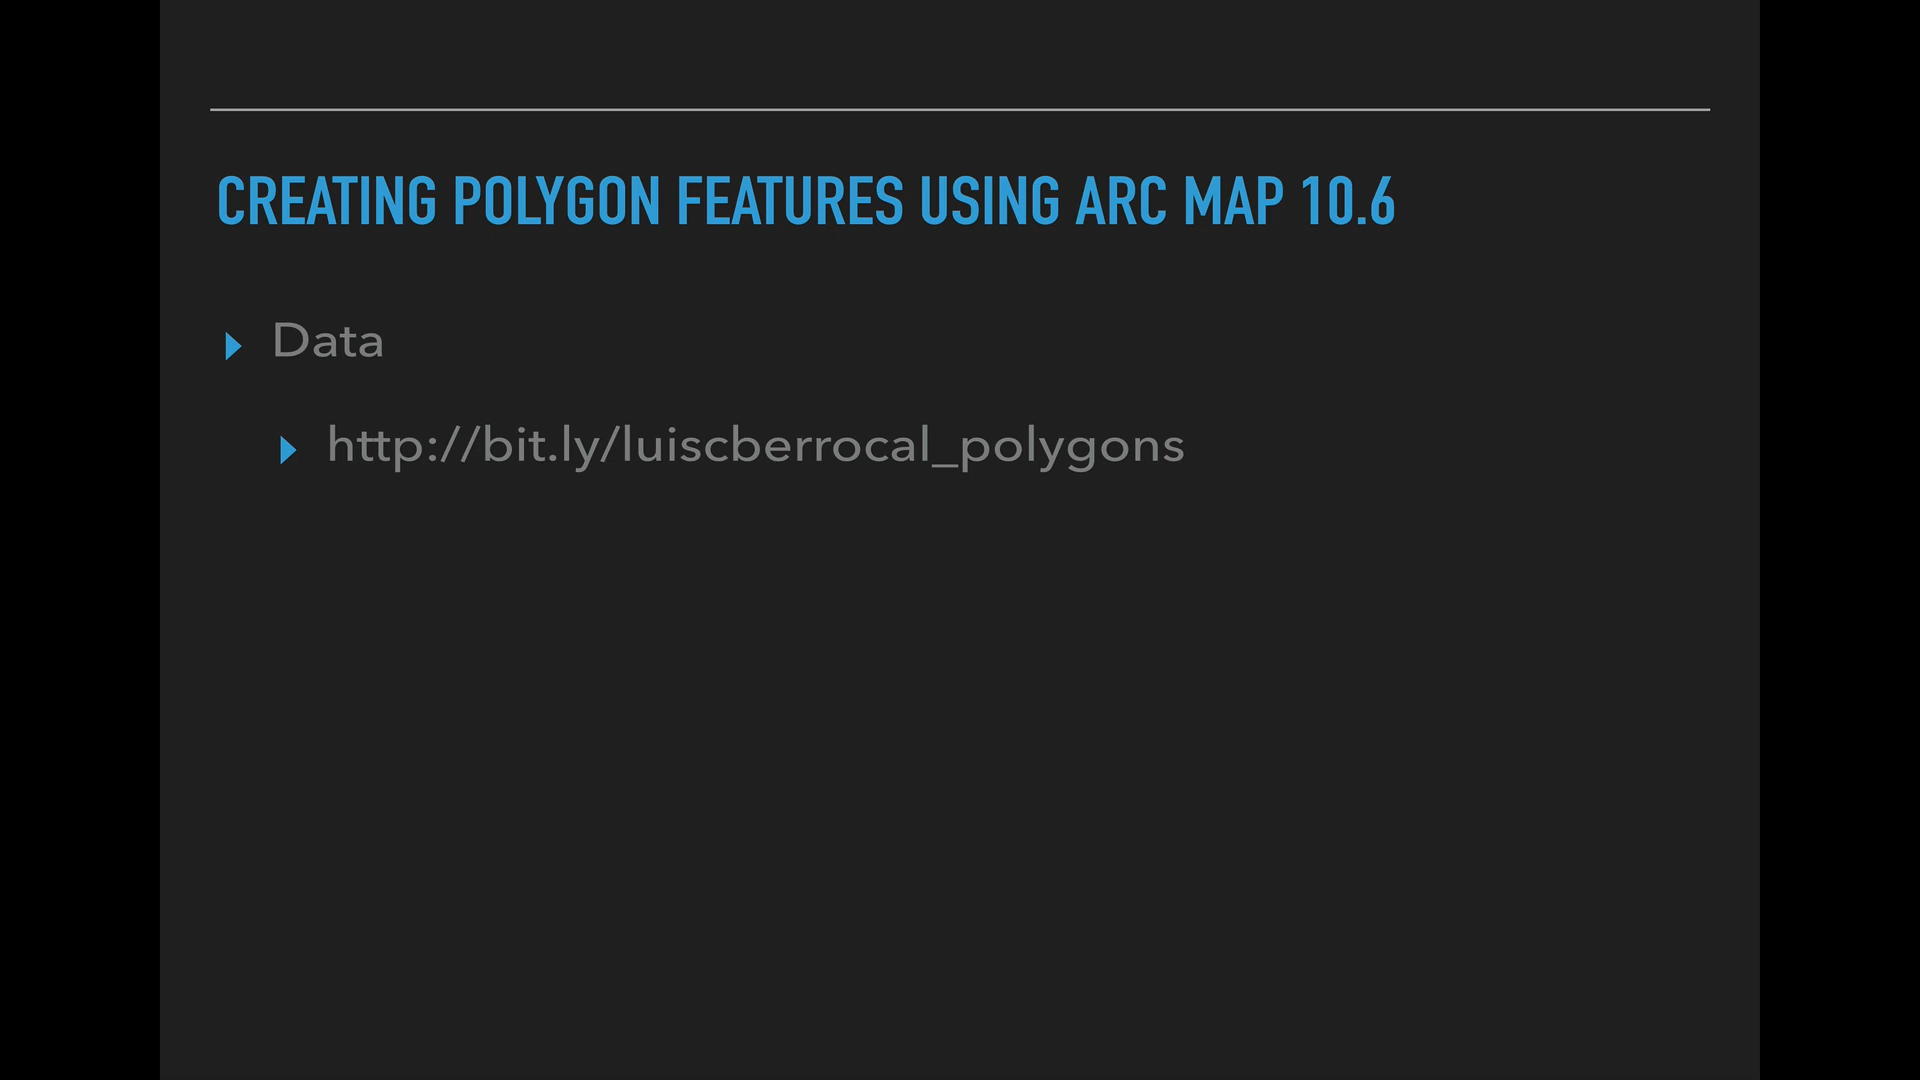 CREATING POLYGON FEATURES USING ARC MAP 10.6
Data
http://bit.ly/luiscberrocal_polygons